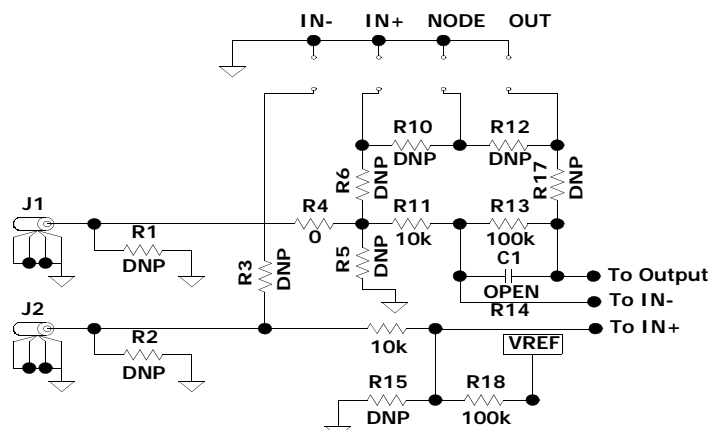 IN- IN+ NODE OUT
R10 R12
DNP DNP
R6 DNP R17 DNP
J1 R4 R11 R13
R1 0 10k 100k
DNP R3 DNP R5 DNP C1
To Output
OPEN
To IN-
J2 R14
To IN+
R2 10k VREF
DNP R15 R18
DNP 100k